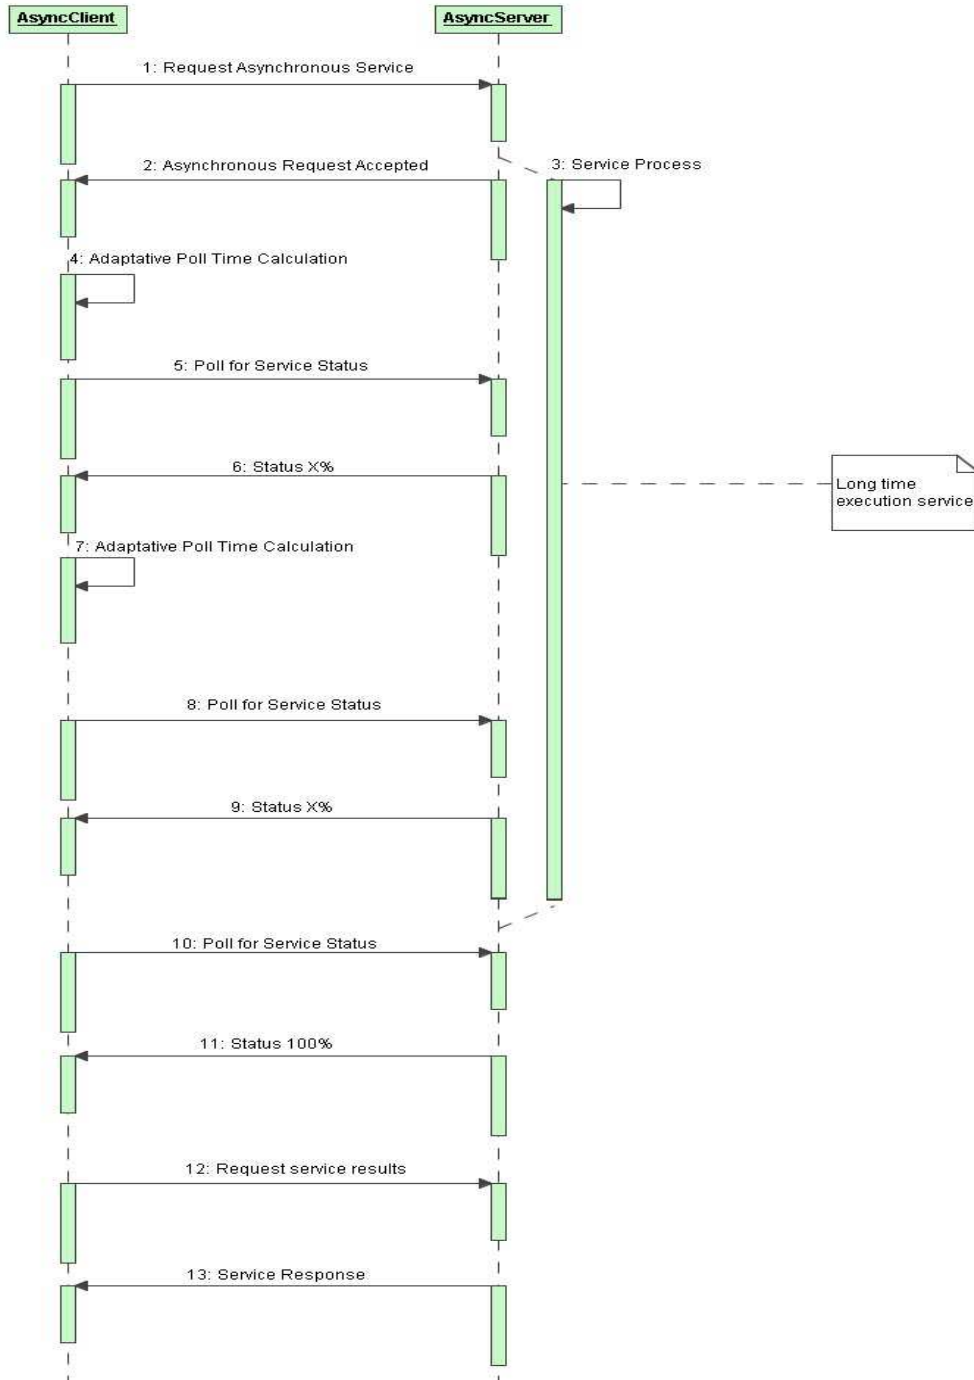 AsyncClient
AsyncServer
1: Request Asynchronous Service
2: Asynchronous Request Accepted
3: Service Process
4: Adaptative Poll Time Calculation
5: Poll for Service Status
6: Status X%
Long time
execution service
7: Adaptative Poll Time Calculation
8: Poll for Service Status
9: Status X%
10: Poll for Service Status
11: Status 100%
12: Request service results
13: Service Response